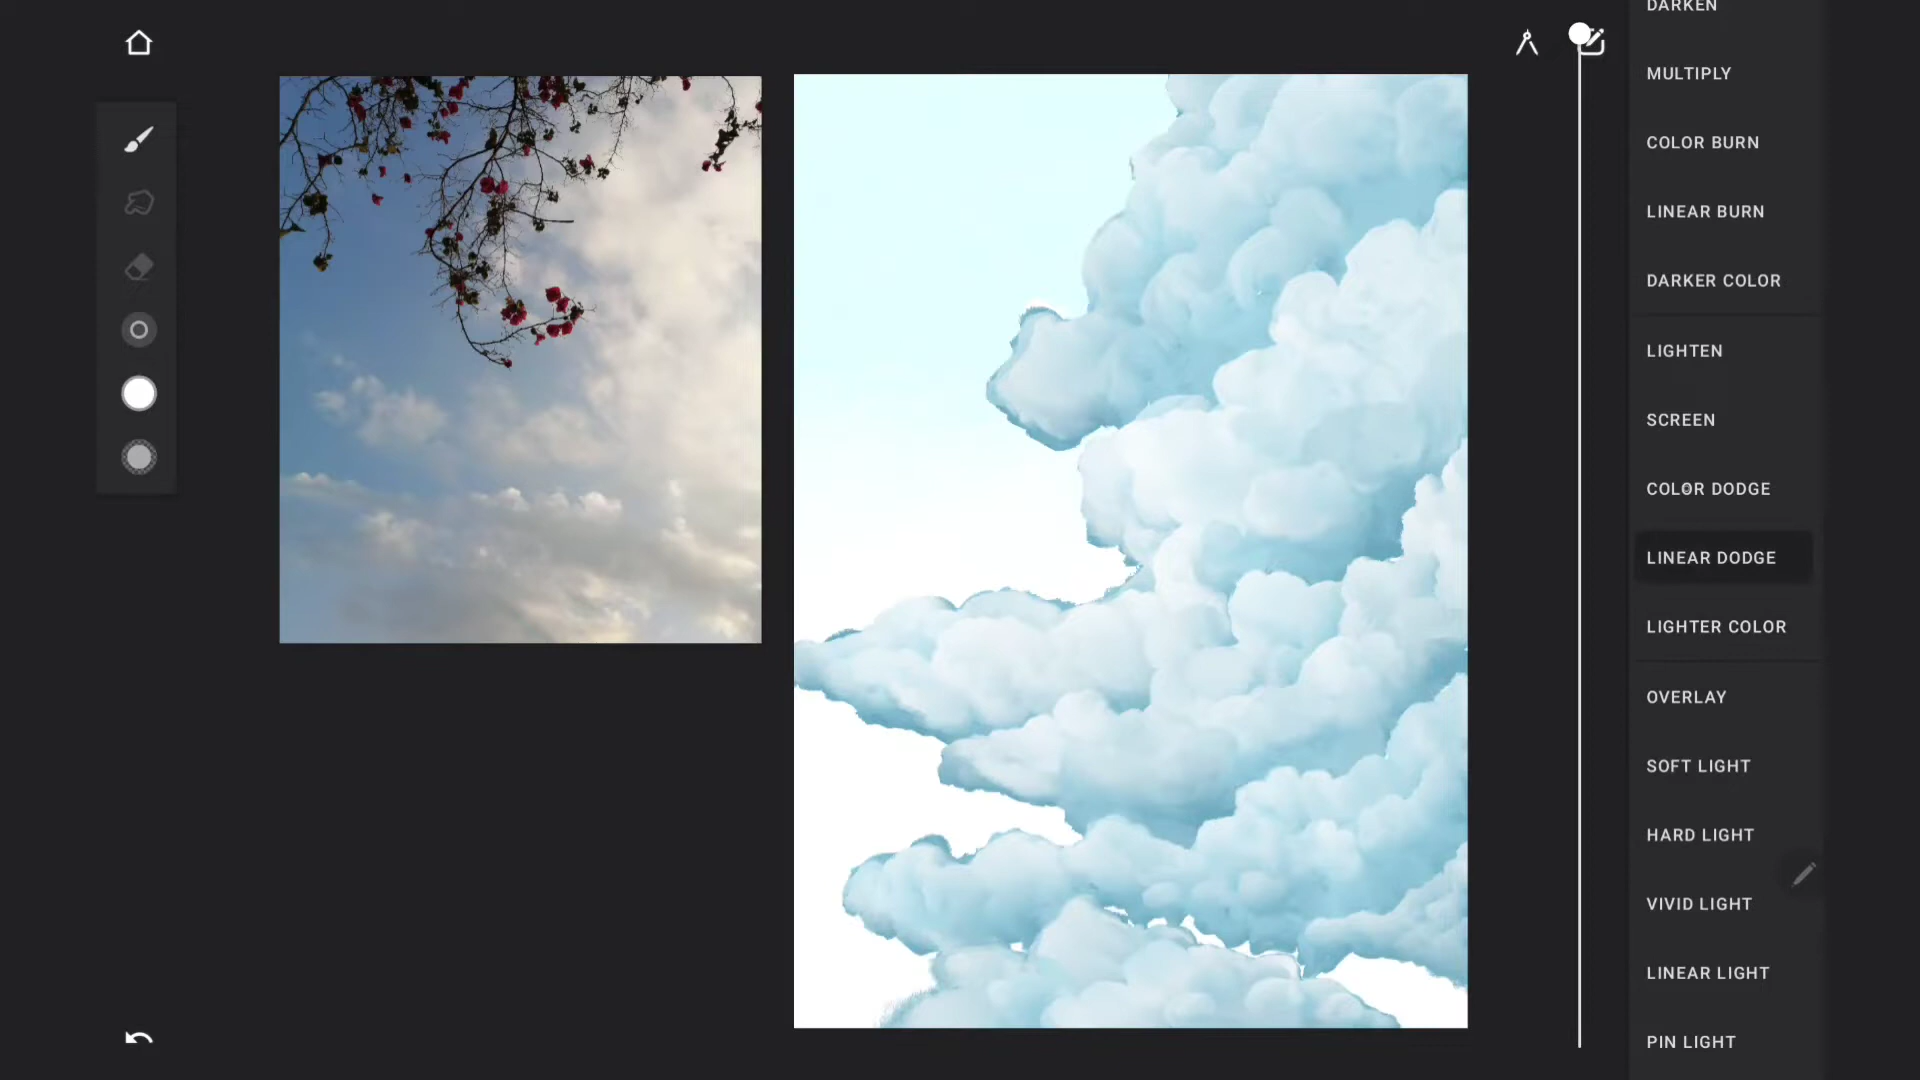 DARKEN
MULTIPLY
COLOR BURN
LINEAR BURN
DARKER COLOR
LIGHTEN
SCREEN
COLOR DODGE
LINEAR DODGE
LIGHTER COLOR
OVERLAY
SOFT LIGHT
HARD LIGHT
VIVID LIGHT
LINEAR LIGHT
PIN LIGHT